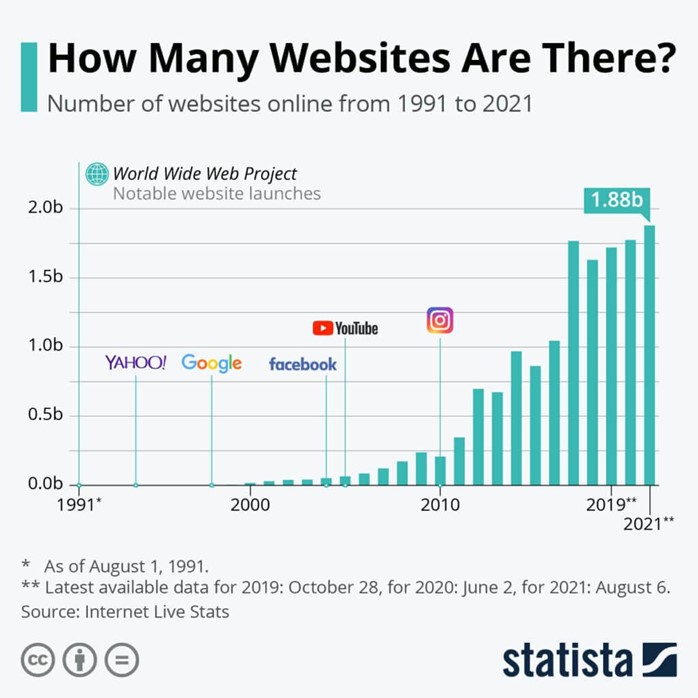 How Many Websites Are There?
Number of websites online from 1991 to 2021
World Wide Web Project
Notable website launches
2.0b
1.88b
1.5b
YouTube
1.0b
YAHOO! Google facebook
0.5b
0.0b
1991* 2000 2010 2019**
2021**
* As of August 1, 1991.
** Latest available data for 2019: October 28, for 2020: June 2, for 2021: August 6.
Source: Internet Live Stats
cc = statista